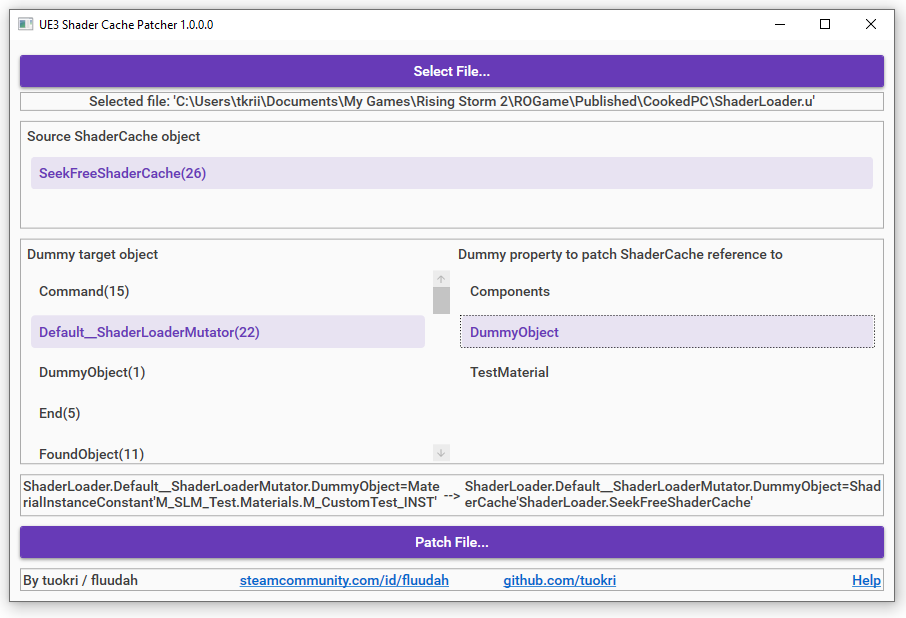 UE3 Shader Cache Patcher 1.0.0.0
Select File...
Selected file: 'C:\Users\tkrii\Documents\My Games\Rising Storm 2\ROGame\Published\CookedPC\ShaderLoader.u'
Source ShaderCache object
SeekFreeShaderCache(26)
Dummy target object
Command(15)
Default__ShaderLoaderMutator(22)
DummyObject(1)
End(5)
FoundObject(11)
Dummy property to patch ShaderCache reference to
Components
DummyObject
TestMaterial
ShaderLoader.Default__ShaderLoaderMutator.DummyObject=Mate
rialInstanceConstant'M_SLM_Test.Materials.M_CustomTest_INST'
-->
ShaderLoader.Default__ShaderLoaderMutator.DummyObject=Shad
erCache'ShaderLoader.SeekFreeShaderCache'
Patch File...
By tuokri / fluudah
steamcommunity.com/id/fluudah
github.com/tuokri
Help